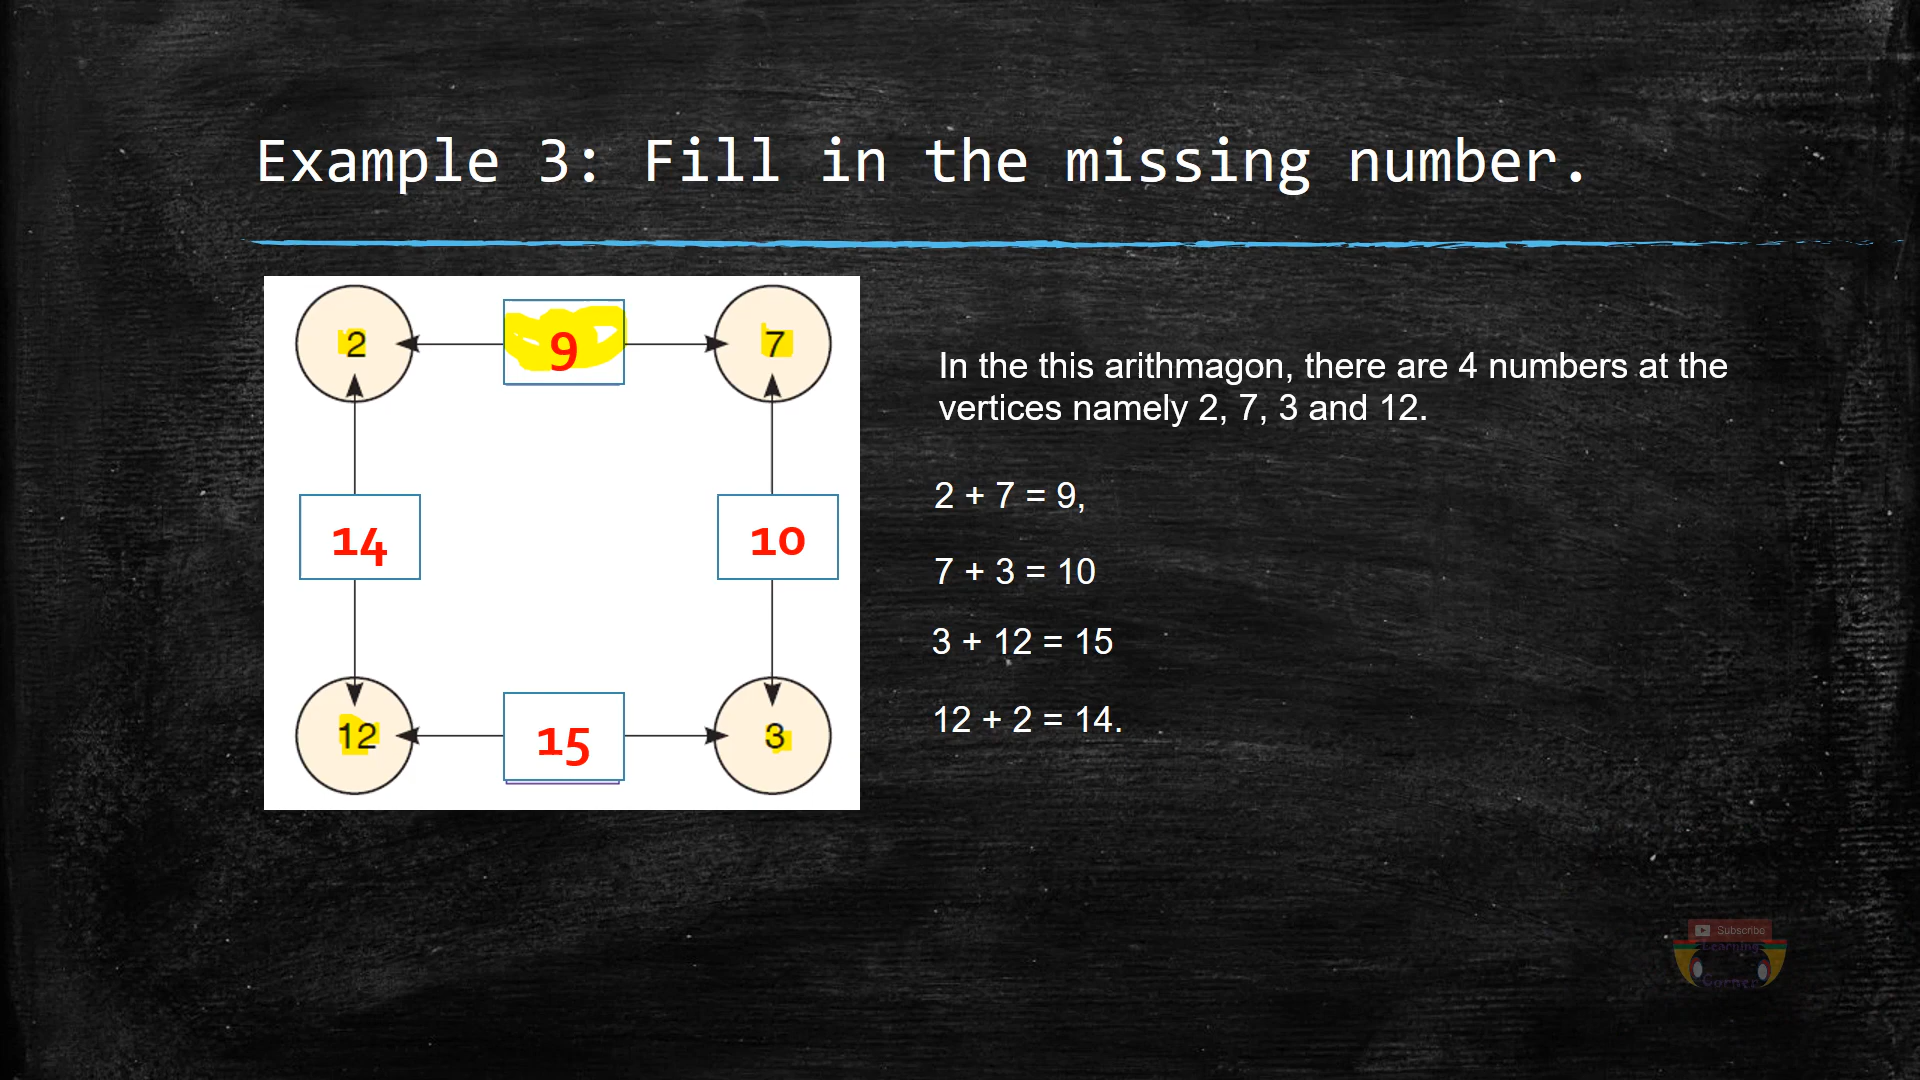 Example 3: Fill in the missing number.
2 9 7
14 10
12 15 3
In the this arithmagon, there are 4 numbers at the
vertices namely 2, 7, 3 and 12.
2 + 7 = 9,
7 + 3 = 10
3 + 12 = 15
12 + 2 = 14.
Subscribe
Learning
Corner